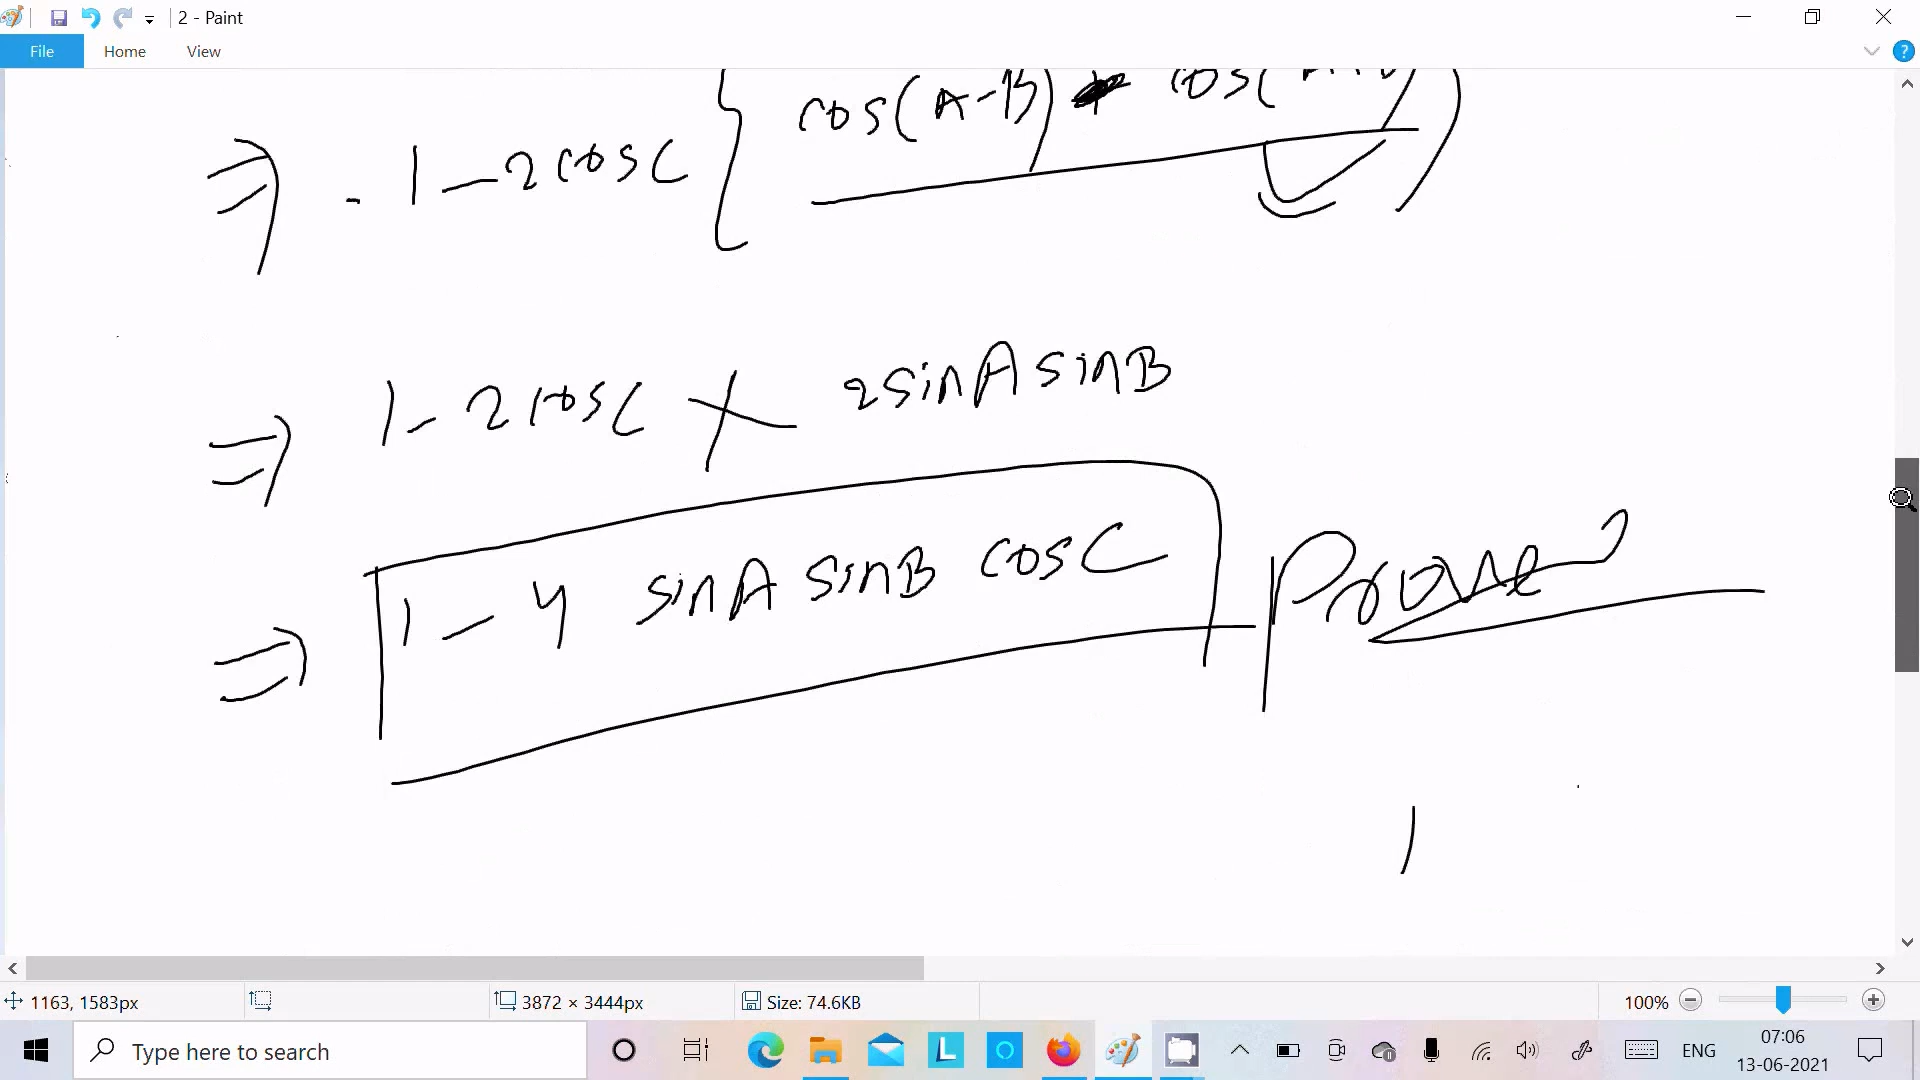 2 - Paint
File Home View
⇒ . 1 – 2 cos C { cos(A-B)
⇒ 1 – 2 cos C × 2 sin A sin B
⇒ 1 – 4 sin A sin B cos C Prove
1163, 1583px 3872 × 3444px Size: 74.6KB 100%
Type here to search ENG 07:06
13-06-2021